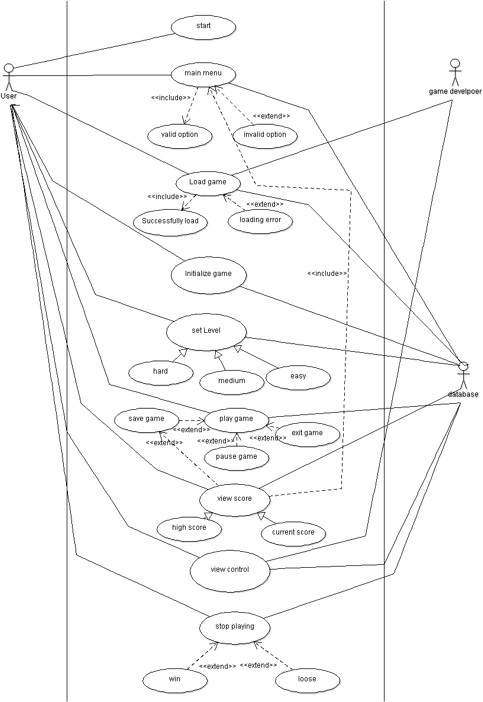 start
main menu
User
game develpoer
<<include>>
<<extend>>
valid option
invalid option
Load game
<<include>>
<<extend>>
Successfully load
loading error
Initialize game
<<include>>
set Level
hard
medium
easy
database
save game
play game
<<extend>>
exit game
<<extend>>
<<extend>>
<<extend>>
pause game
view score
high score
current score
view control
stop playing
<<extend>>
<<extend>>
win
loose